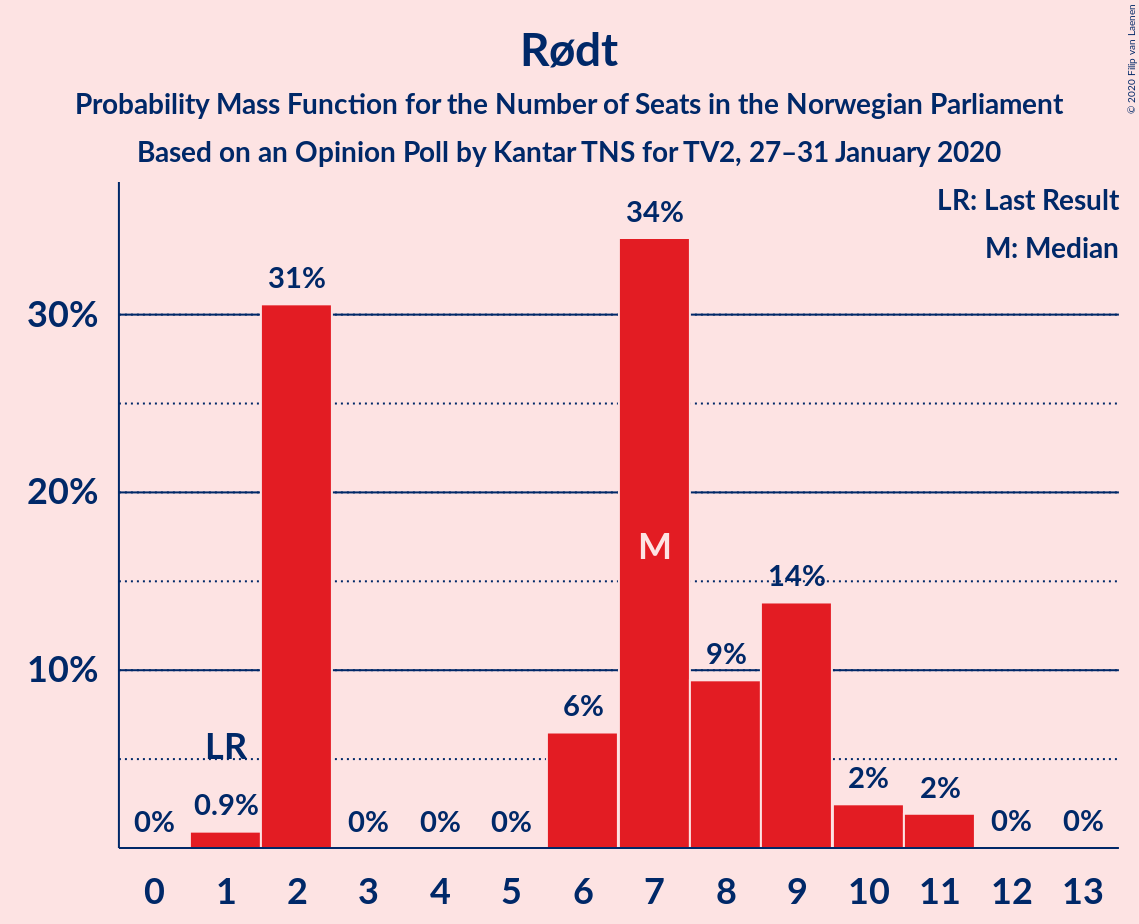 Rødt
Probability Mass Function for the Number of Seats in the Norwegian Parliament
Based on an Opinion Poll by Kantar TNS for TV2, 27–31 January 2020
© 2020 Filip van Laenen
LR: Last Result
M: Median
30%
20%
10%
0%
LR
0.9%
31%
0%
0%
0%
6%
34%
M
9%
14%
2%
2%
0%
0%
0 1 2 3 4 5 6 7 8 9 10 11 12 13